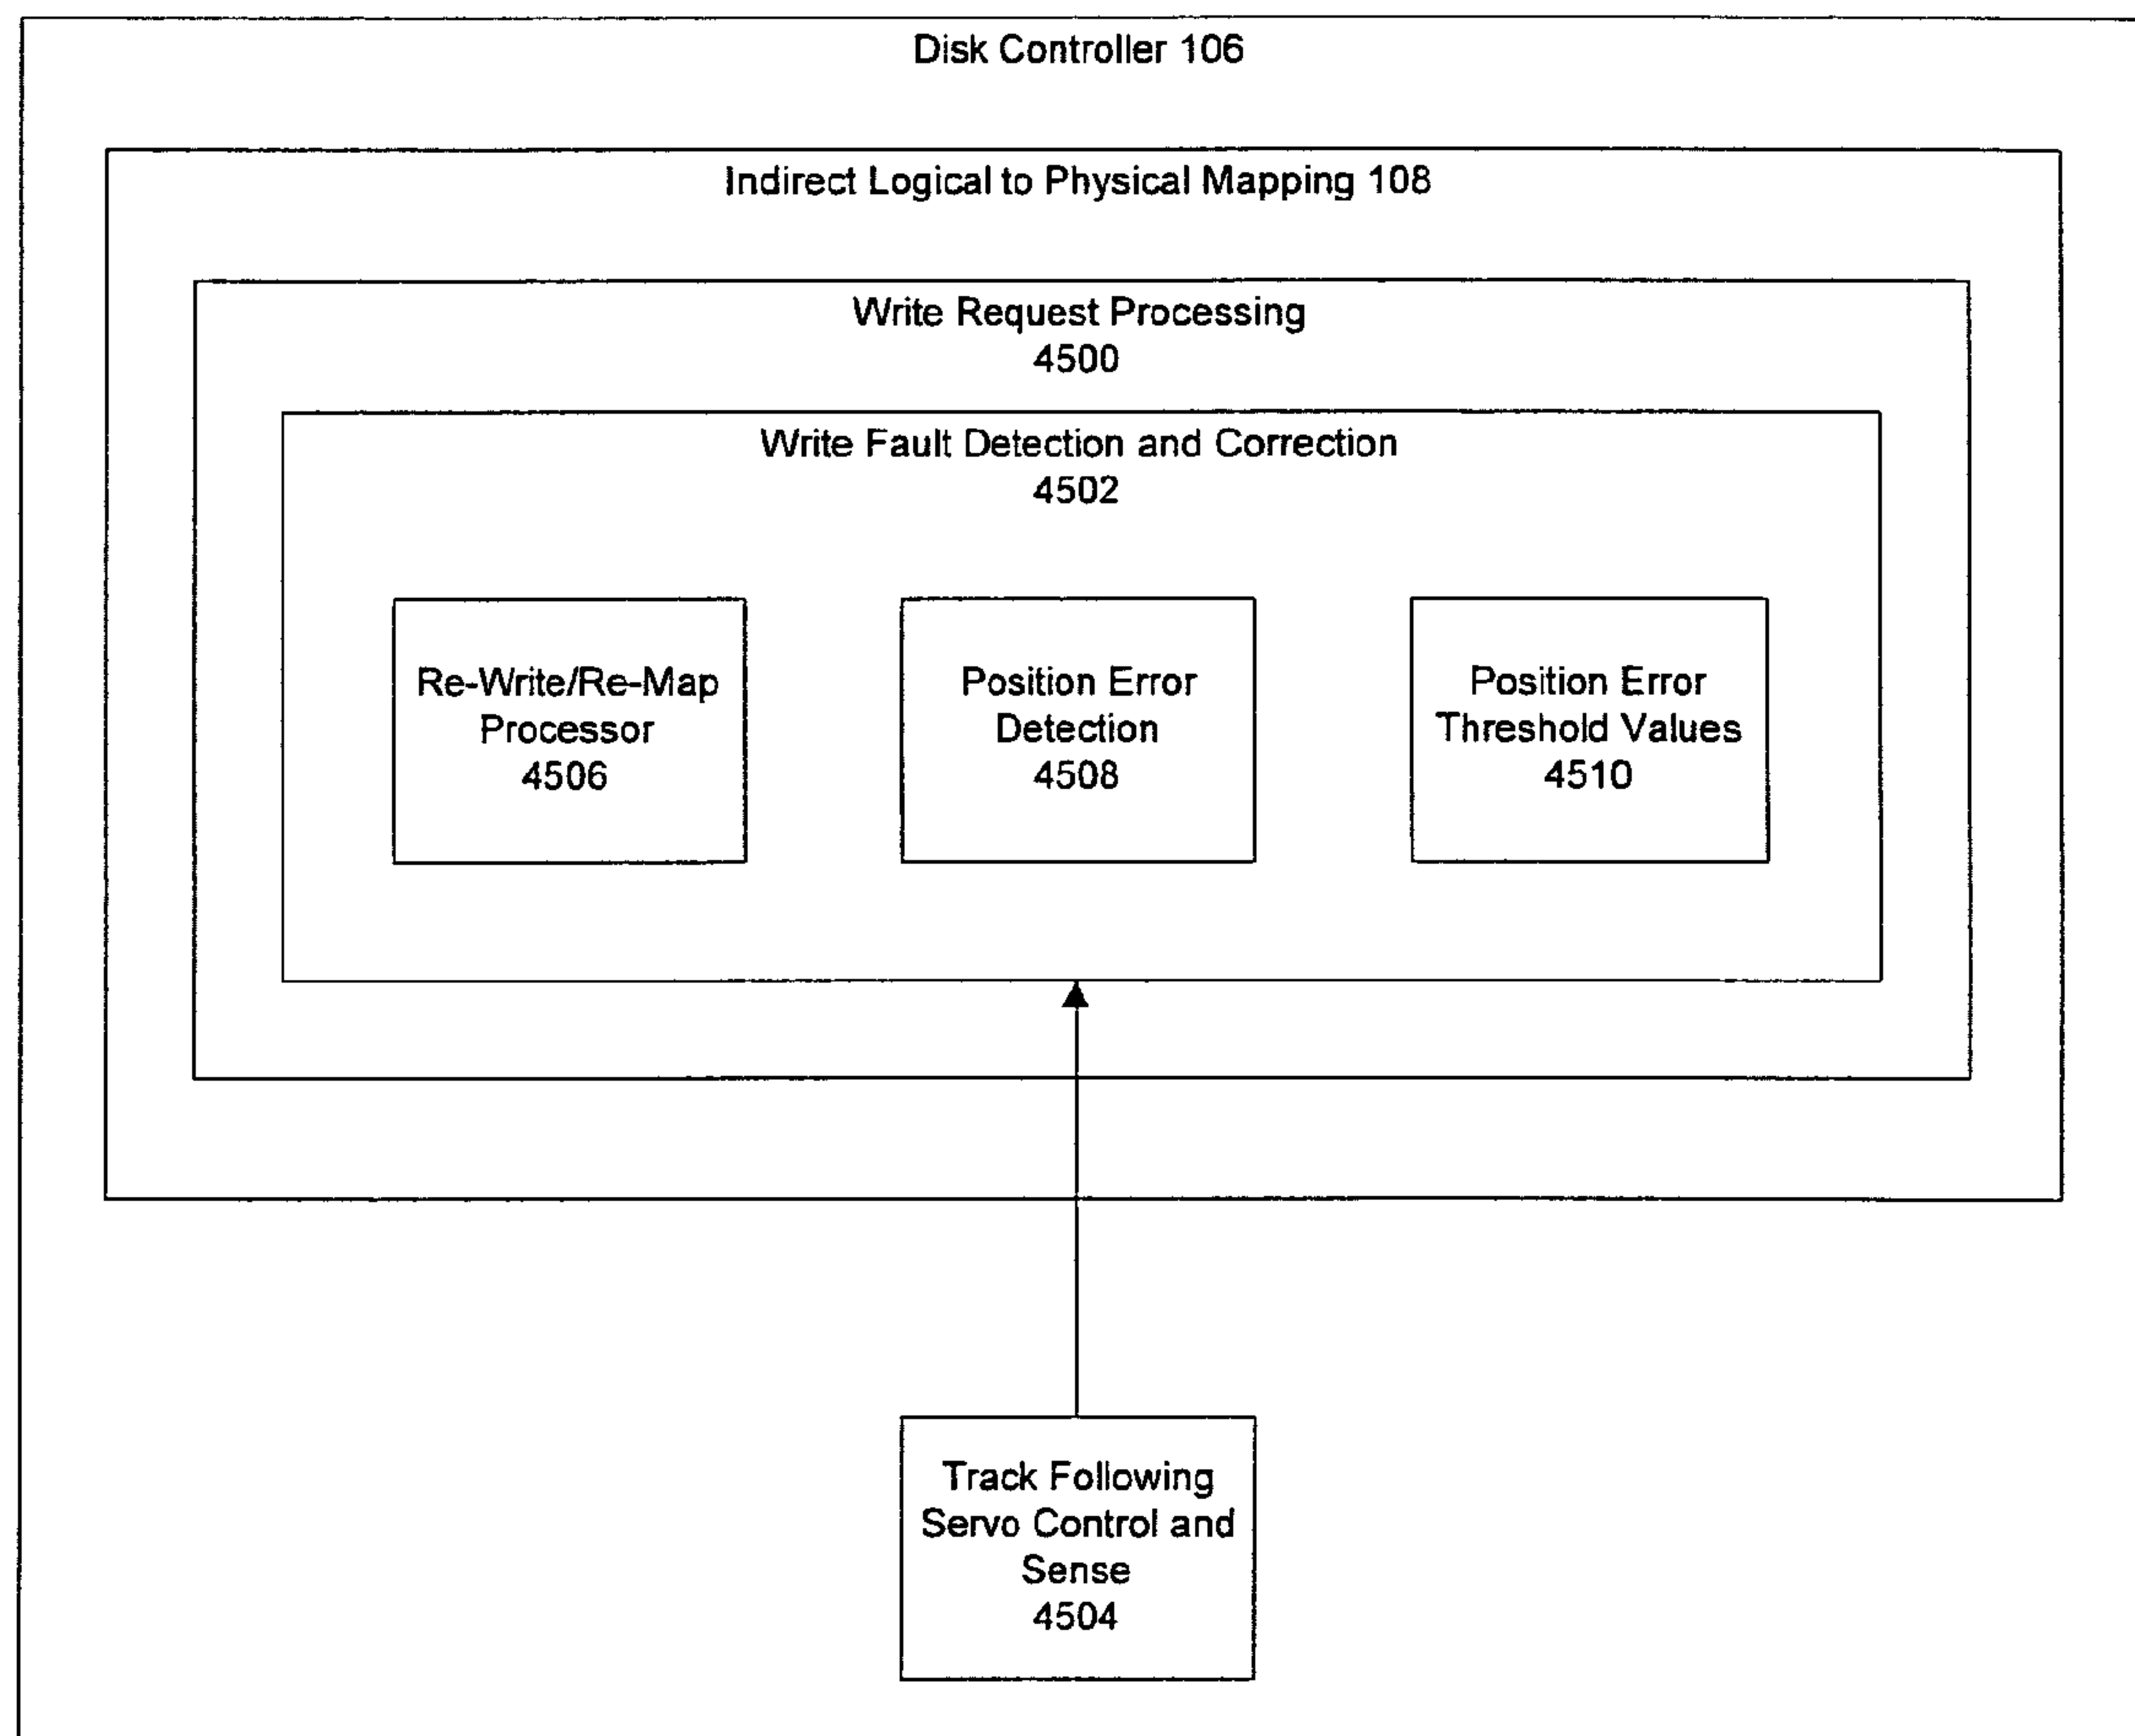 Disk Controller 106
Indirect Logical to Physical Mapping 108
Write Request Processing
4500
Write Fault Detection and Correction
4502
Re-Write/Re-Map
Processor
4506
Position Error
Detection
4508
Position Error
Threshold Values
4510
Track Following
Servo Control and
Sense
4504